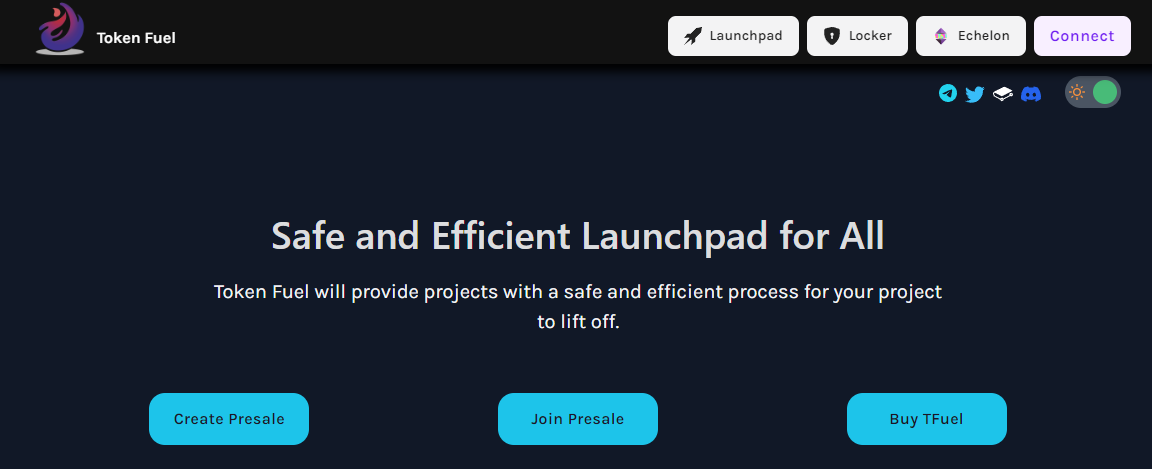 Token Fuel
Launchpad
Locker
Echelon
Connect
Safe and Efficient Launchpad for All
Token Fuel will provide projects with a safe and efficient process for your project
to lift off.
Create Presale
Join Presale
Buy TFuel